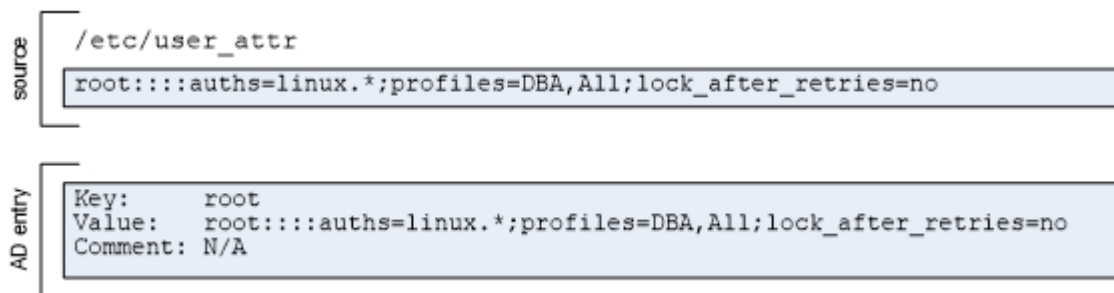 source
/etc/user_attr
root::::auths=linux.*;profiles=DBA,All;lock_after_retries=no
AD entry
Key: root
Value: root::::auths=linux.*;profiles=DBA,All;lock_after_retries=no
Comment: N/A